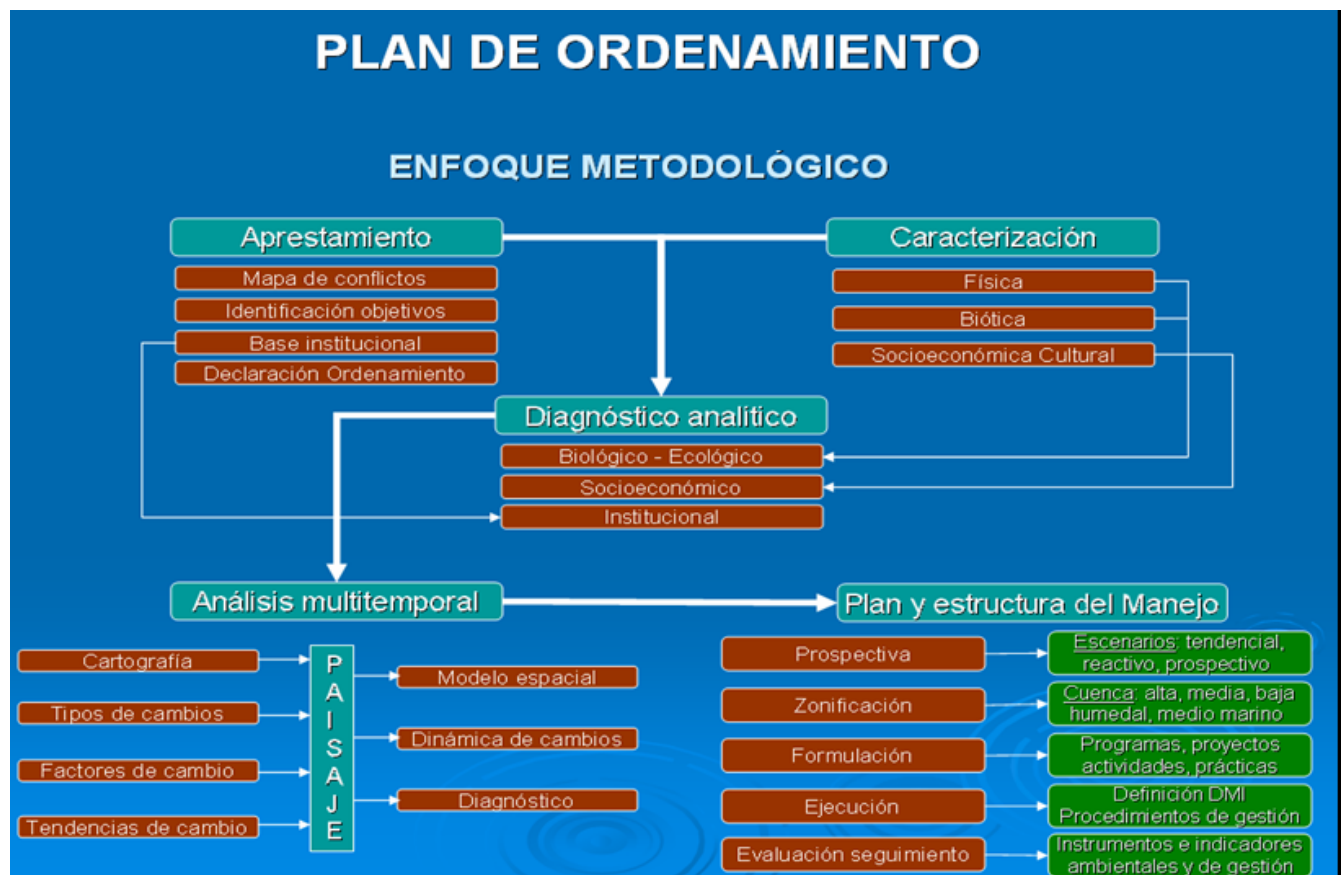 PLAN DE ORDENAMIENTO
ENFOQUE METODOLÓGICO
Aprestamiento
Mapa de conflictos
Identificación objetivos
Base institucional
Declaración Ordenamiento
Caracterización
Física
Biótica
Socioeconómica Cultural
Diagnóstico analítico
Biológico - Ecológico
Socioeconómico
Institucional
Análisis multitemporal
Cartografía
Tipos de cambios
Factores de cambio
Tendencias de cambio
PAISAJE
Modelo espacial
Dinámica de cambios
Diagnóstico
Plan y estructura del Manejo
Prospectiva
Escenarios: tendencial,
reactivo, prospectivo
Zonificación
Cuenca: alta, media, baja
humedal, medio marino
Formulación
Programas, proyectos
actividades, prácticas
Ejecución
Definición DMI
Procedimientos de gestión
Evaluación seguimiento
Instrumentos e indicadores
ambientales y de gestión